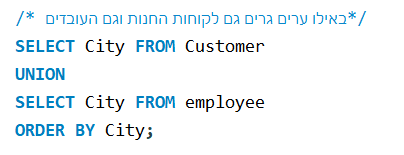 /* באילו ערים גרים גם לקוחות החנות וגם העובדים*/
SELECT City FROM Customer
UNION
SELECT City FROM employee
ORDER BY City;